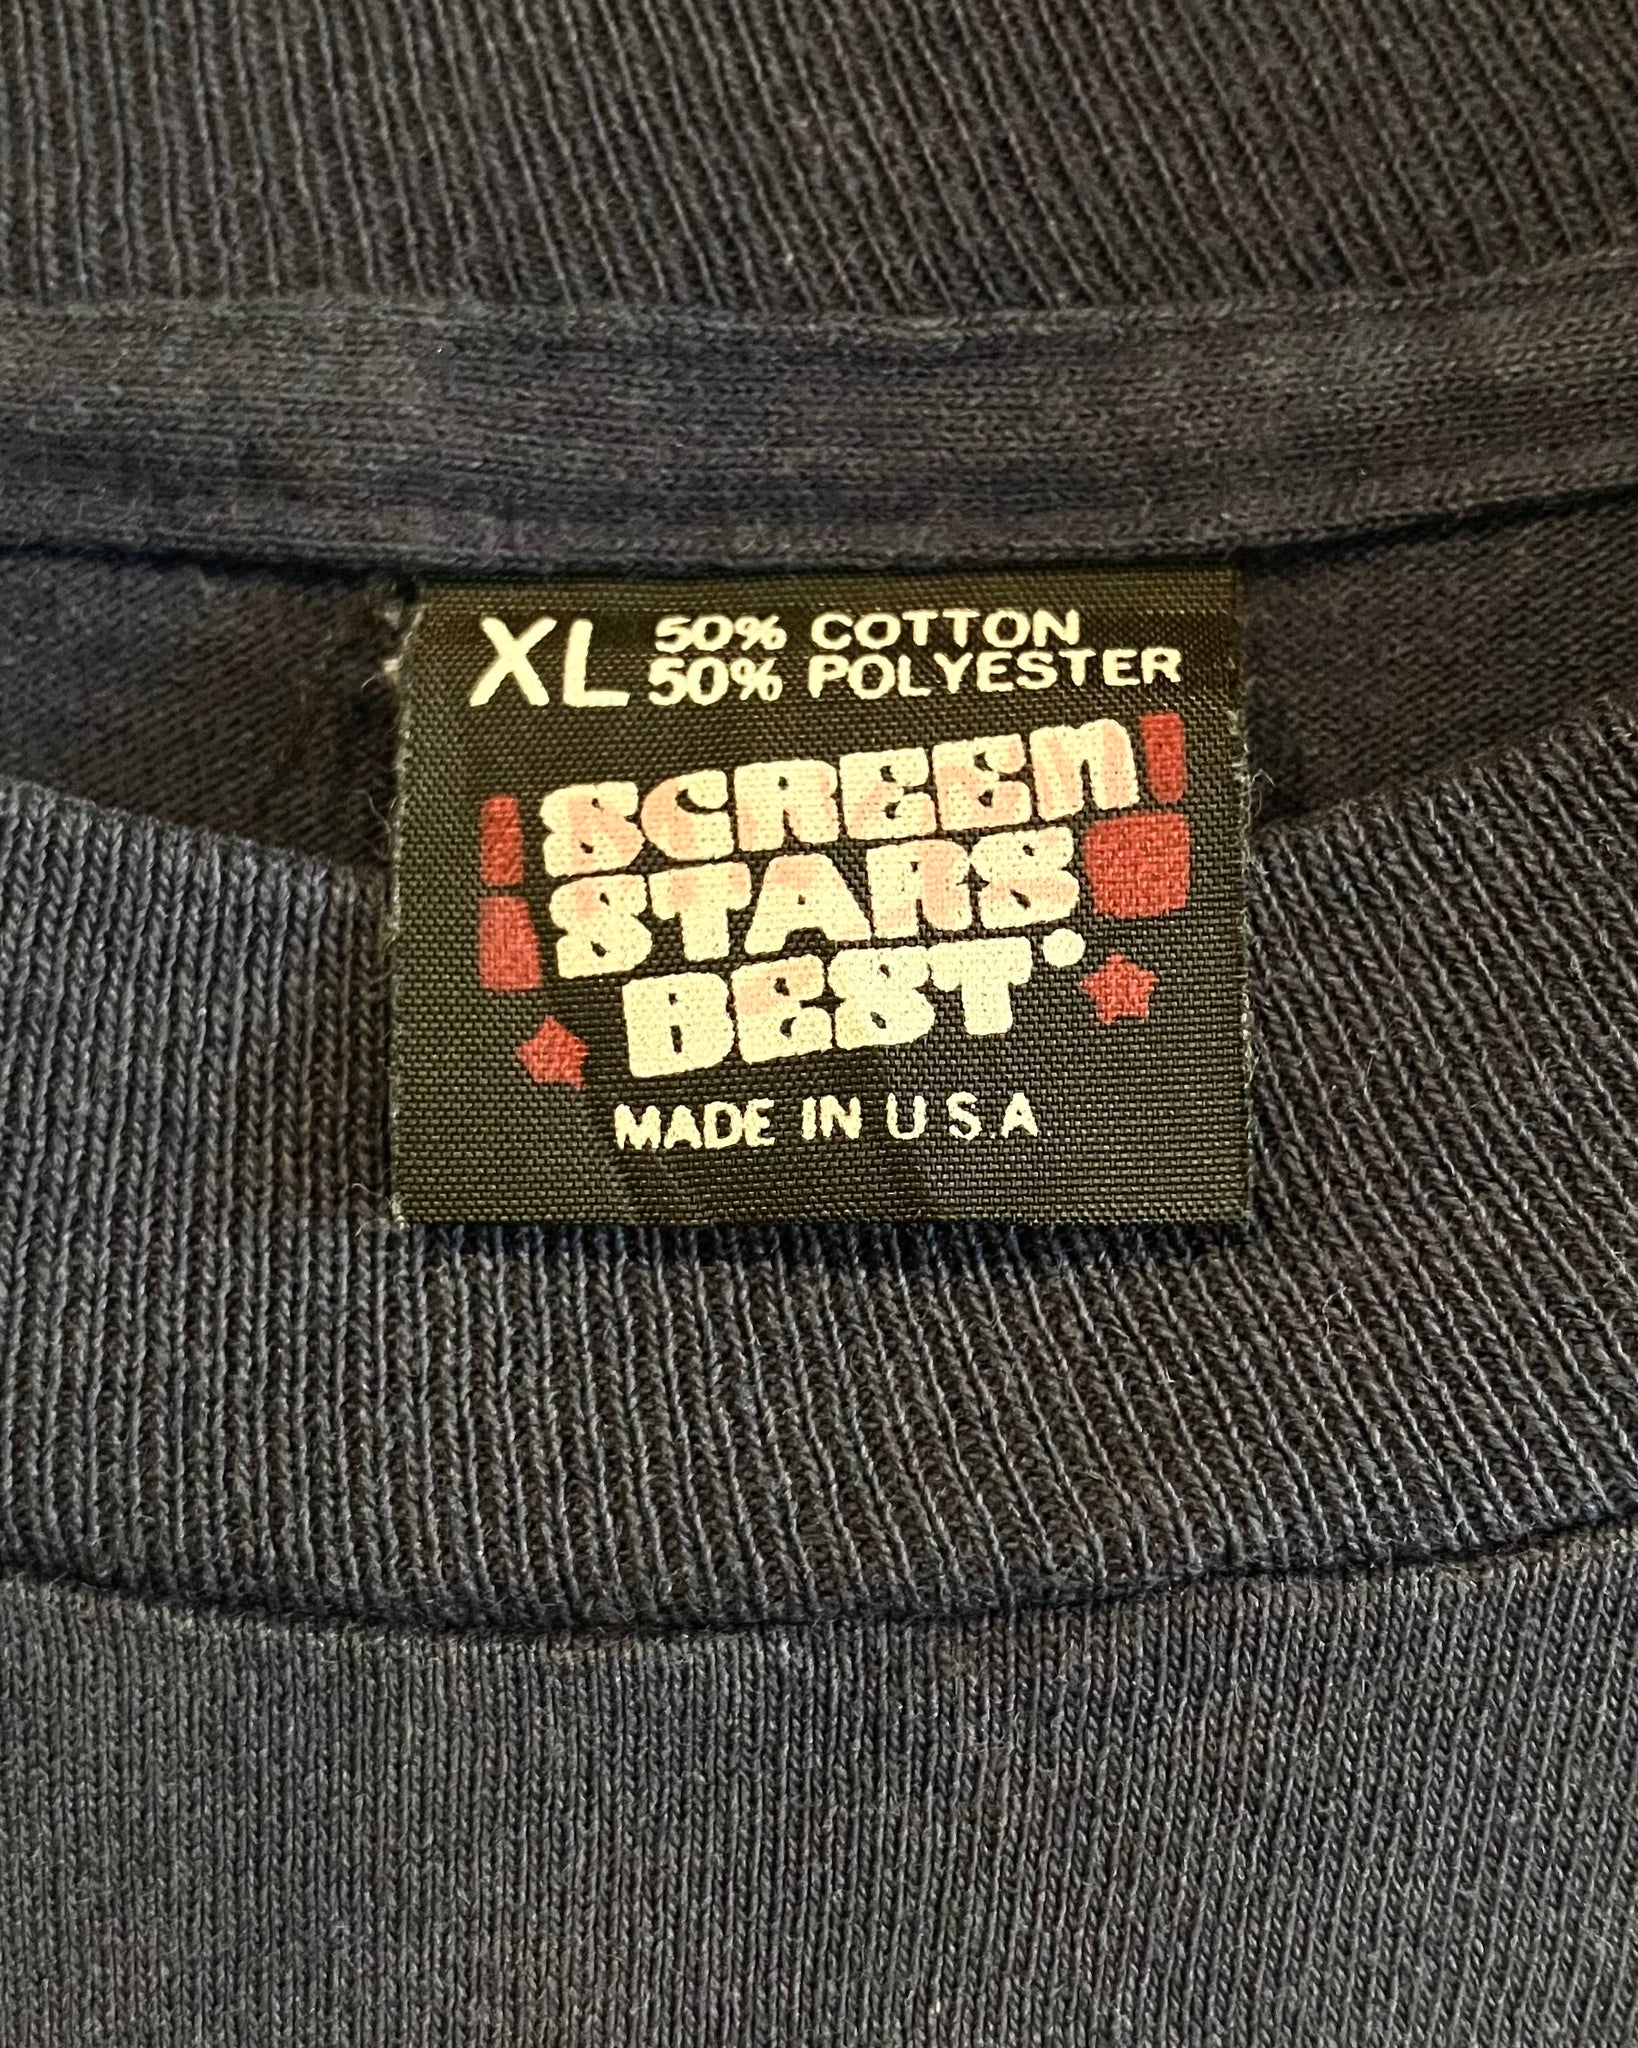 XL 50% COTTON
50% POLYESTER
SCREEN
STARS
BEST
MADE IN U.S.A